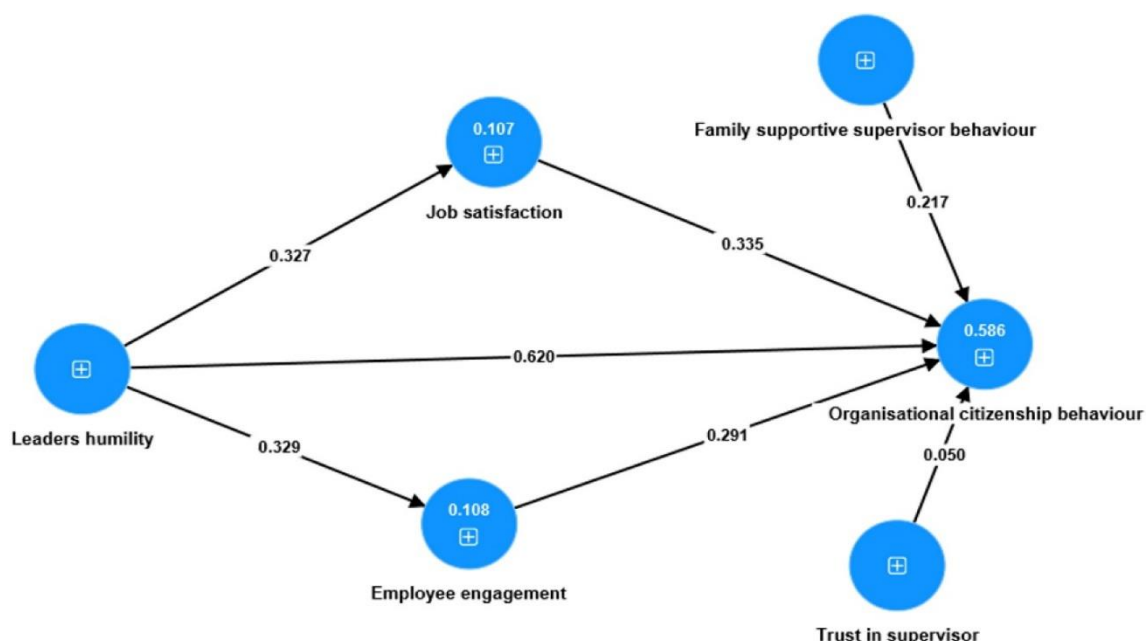 Family supportive supervisor behaviour
0.107
Job satisfaction
0.217
0.335
0.327
0.586
0.620
Leaders humility
Organisational citizenship behaviour
0.329
0.291
0.050
0.108
Employee engagement
Trust in supervisor